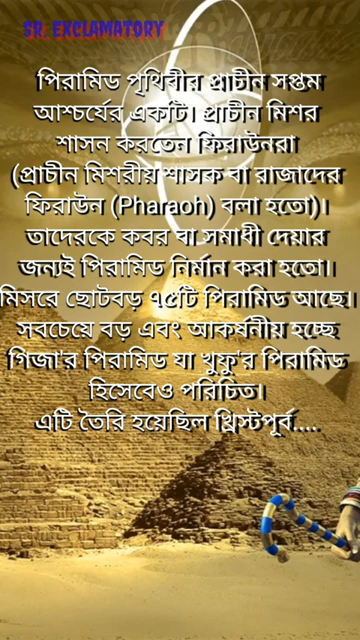 SR. EXCLAMATORY
পিরামিড পৃথিবীর প্রাচীন সপ্তম
আশ্চর্যের একটি। প্রাচীন মিশর
শাসন করতেন ফিরাউনরা
(প্রাচীন মিশরীয় শাসক বা রাজাদের
ফিরাউন (Pharaoh) বলা হতো)।
তাদেরকে কবর বা সমাধী দেয়ার
জন্যই পিরামিড নির্মান করা হতো।।
মিসরে ছোটবড় ৭৫টি পিরামিড আছে।
সবচেয়ে বড় এবং আকর্ষনীয় হচ্ছে
গিজা'র পিরামিড যা খুফু'র পিরামিড
হিসেবেও পরিচিত।
এটি তৈরি হয়েছিল খ্রিস্টপূর্ব....